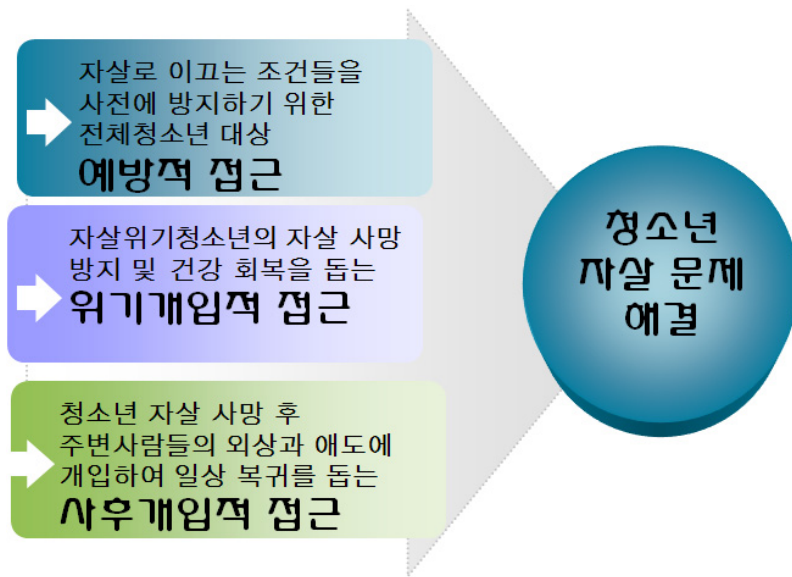 자살로 이끄는 조건들을
사전에 방지하기 위한
전체청소년 대상
예방적 접근
자살위기청소년의 자살 사망
방지 및 건강 회복을 돕는
위기개입적 접근
청소년 자살 사망 후
주변사람들의 외상과 애도에
개입하여 일상 복귀를 돕는
사후개입적 접근
청소년
자살 문제
해결